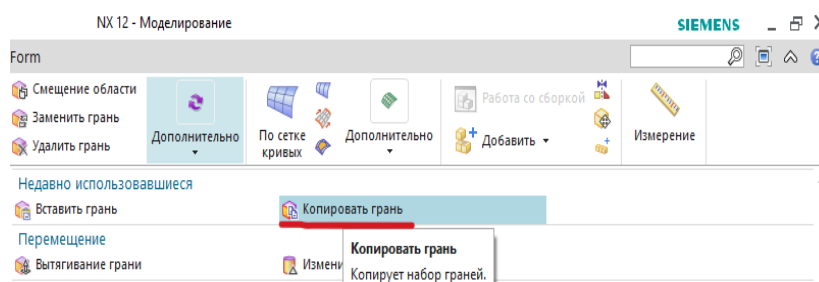 NX 12 - Моделирование
SIEMENS
Form
Смещение области
Заменить грань
Удалить грань
Дополнительно
По сетке
кривых
Дополнительно
Работа со сборкой
Добавить
Измерение
Недавно использовавшиеся
Вставить грань
Копировать грань
Перемещение
Вытягивание грани
Измени
Копировать грань
Копирует набор граней.